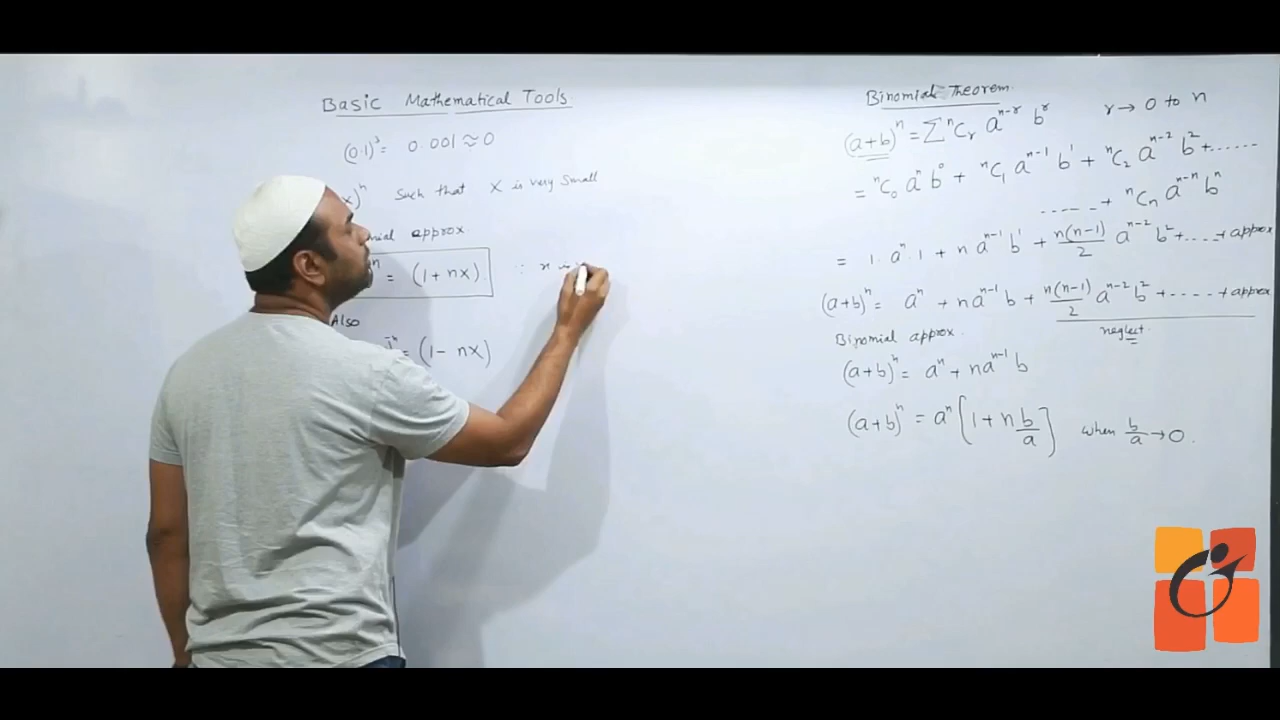 Basic Mathematical Tools.
(0.1)³ = 0.001 ≈ 0
x)ⁿ Such that X is very Small
mial approx.
ⁿ = (1 + nx) ∵ x
Also
⁻ⁿ = (1 - nx)
Binomial Theorem.
(a+b)ⁿ = Σ ⁿCᵣ aⁿ⁻ʳ bʳ r → 0 to n
= ⁿC₀ aⁿ b⁰ + ⁿC₁ aⁿ⁻¹ b¹ + ⁿC₂ aⁿ⁻² b² + ......
..... + ⁿCₙ aⁿ⁻ⁿ bⁿ
= 1. aⁿ. 1 + n aⁿ⁻¹ b¹ + n(n-1)/2 aⁿ⁻² b² + .... + approx
(a+b)ⁿ = aⁿ + naⁿ⁻¹ b + n(n-1)/2 aⁿ⁻² b² + ..... + approx
neglect.
Binomial approx.
(a+b)ⁿ = aⁿ + naⁿ⁻¹ b
(a+b)ⁿ = aⁿ [1 + n b/a] when b/a → 0.